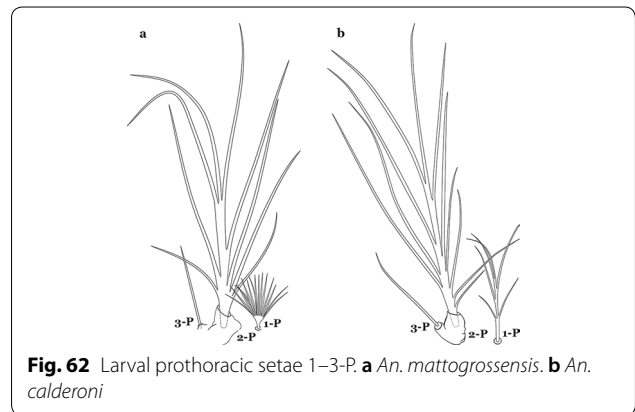 a
b
3-P
2-P
1-P
3-P
2-P
1-P
Fig. 62 Larval prothoracic setae 1–3-P. a An. mattogrossensis. b An.
calderoni